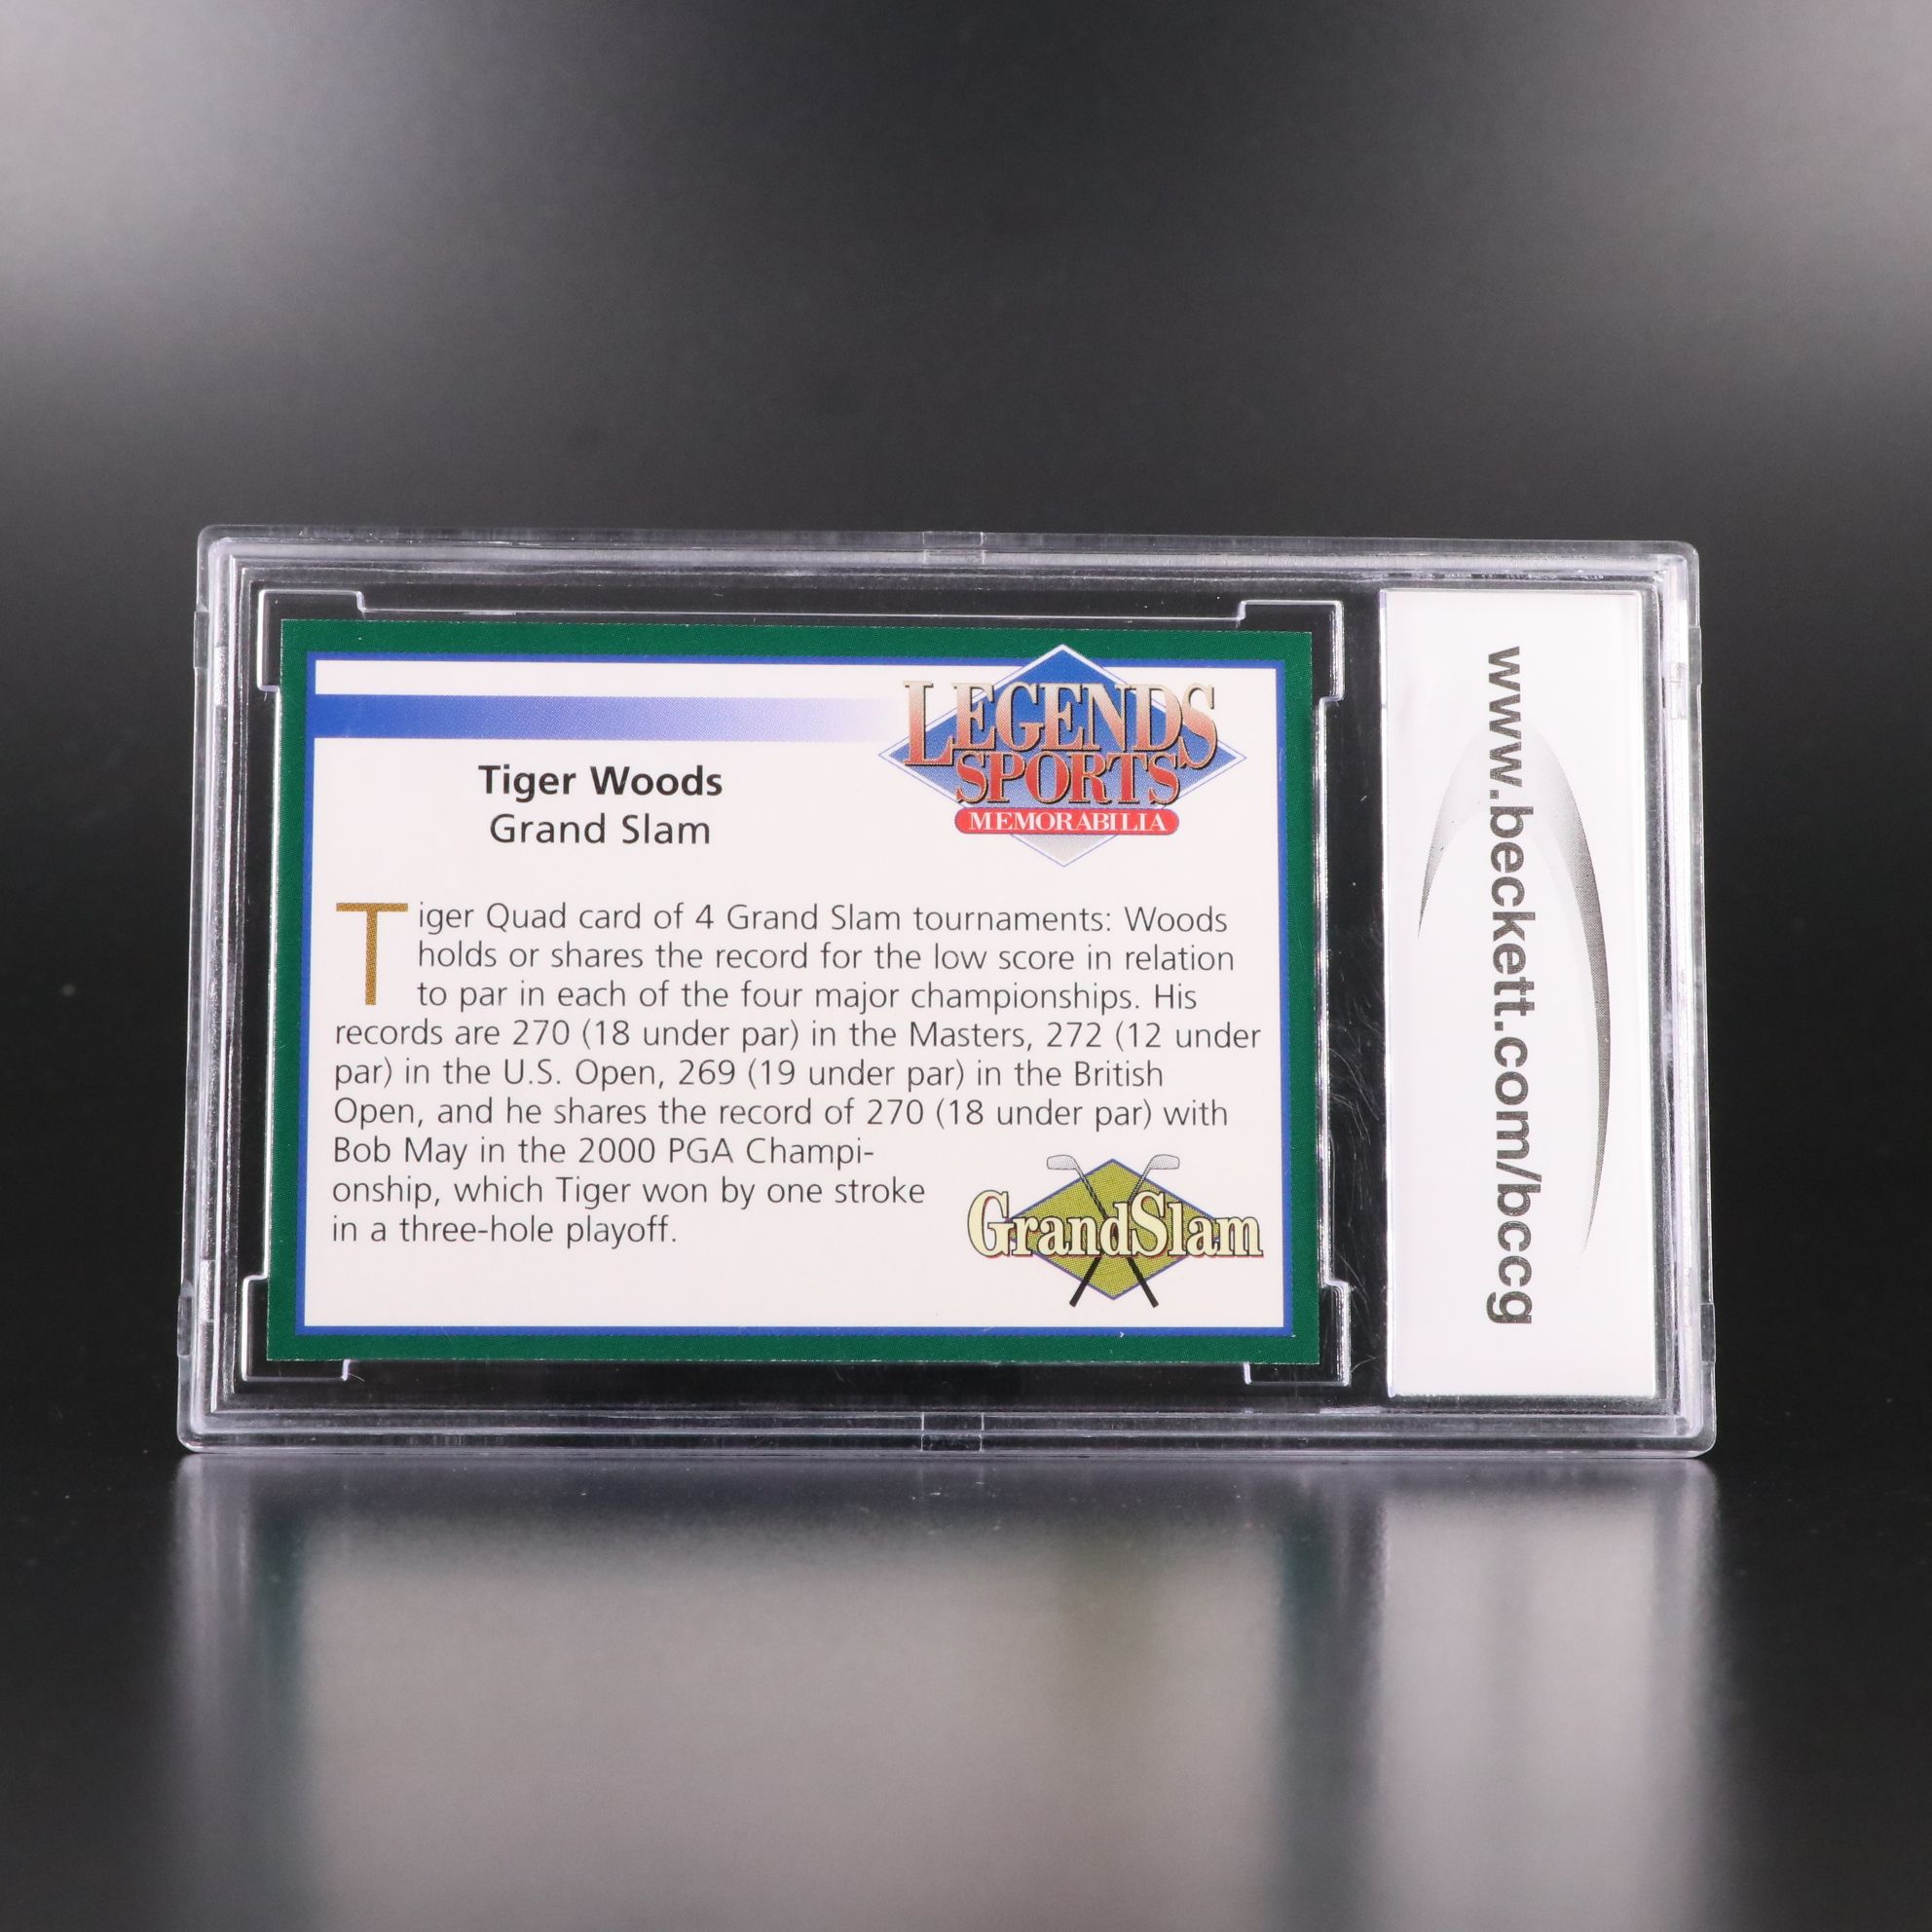 LEGENDS
SPORTS
MEMORABILIA
Tiger Woods
Grand Slam
Tiger Quad card of 4 Grand Slam tournaments: Woods
holds or shares the record for the low score in relation
to par in each of the four major championships. His
records are 270 (18 under par) in the Masters, 272 (12 under
par) in the U.S. Open, 269 (19 under par) in the British
Open, and he shares the record of 270 (18 under par) with
Bob May in the 2000 PGA Champi-
onship, which Tiger won by one stroke
in a three-hole playoff.
GrandSlam
www.beckett.com/bccg